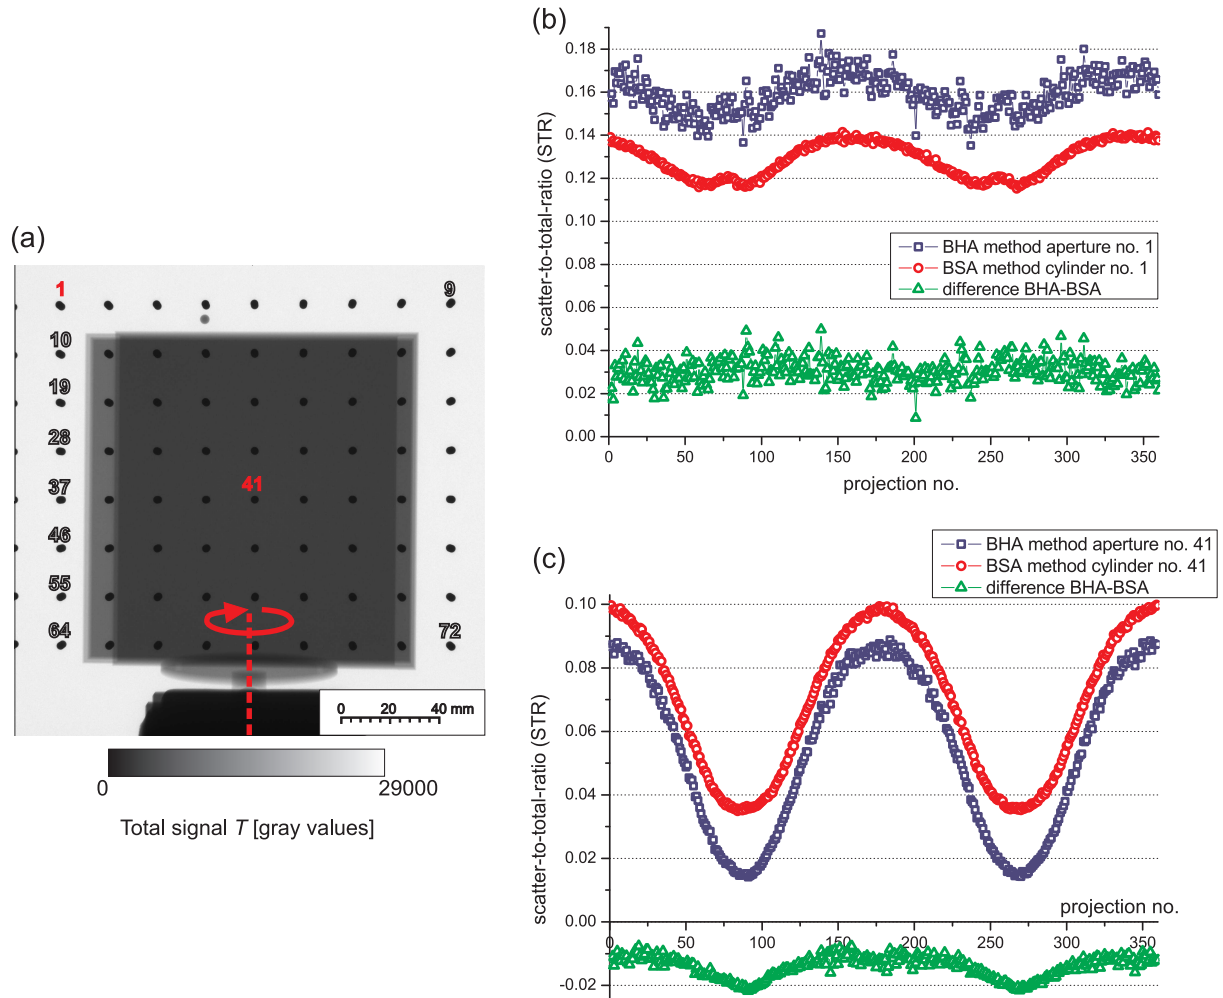 (a)
1
9
10
19
28
37
41
46
55
64
72
0 20 40 mm
0 29000
Total signal T [gray values]
(b)
scatter-to-total-ratio (STR)
0.18
0.16
0.14
0.12
0.10
0.08
0.06
0.04
0.02
0.00
BHA method aperture no. 1
BSA method cylinder no. 1
difference BHA-BSA
0 50 100 150 200 250 300 350
projection no.
(c)
BHA method aperture no. 41
BSA method cylinder no. 41
difference BHA-BSA
scatter-to-total-ratio (STR)
0.10
0.08
0.06
0.04
0.02
0.00
-0.02
projection no.
0 50 100 150 200 250 300 350